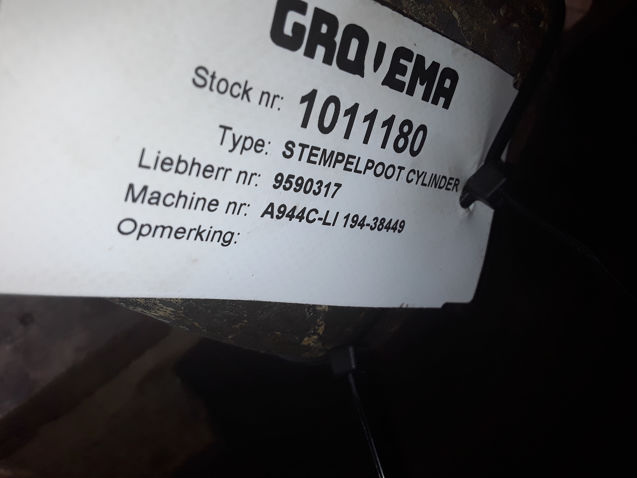 GROVEMA
Stock nr: 1011180
Type: STEMPELPOOT CYLINDER
Liebherr nr: 9590317
Machine nr: A944C-LI 194-38449
Opmerking: